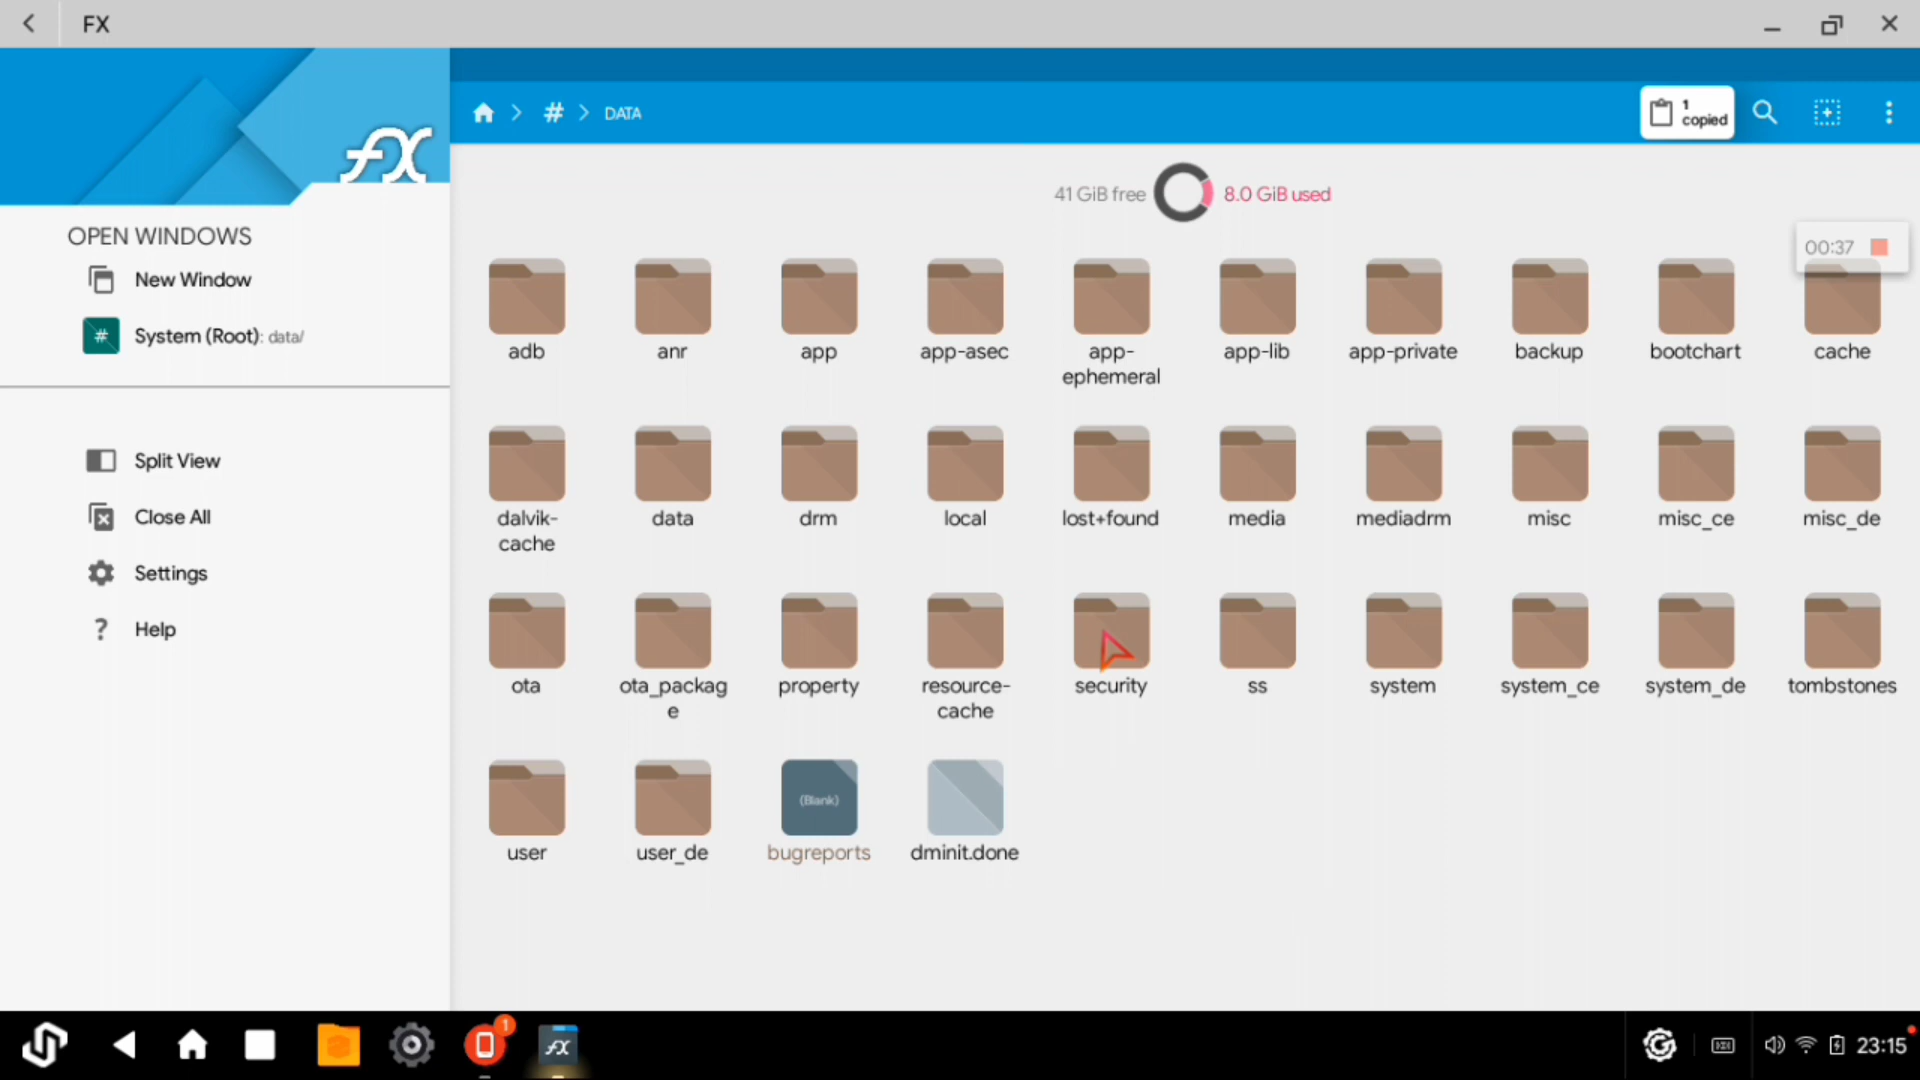 FX
fX
# DATA
1
copied
41 GiB free
8.0 GiB used
00:37
OPEN WINDOWS
New Window
# System (Root): data/
Split View
Close All
Settings
? Help
adb
anr
app
app-asec
app-
ephemeral
app-lib
app-private
backup
bootchart
cache
dalvik-
cache
data
drm
local
lost+found
media
mediadrm
misc
misc_ce
misc_de
ota
ota_packag
e
property
resource-
cache
security
ss
system
system_ce
system_de
tombstones
user
user_de
(Blank)
bugreports
dminit.done
1
fX
23:15